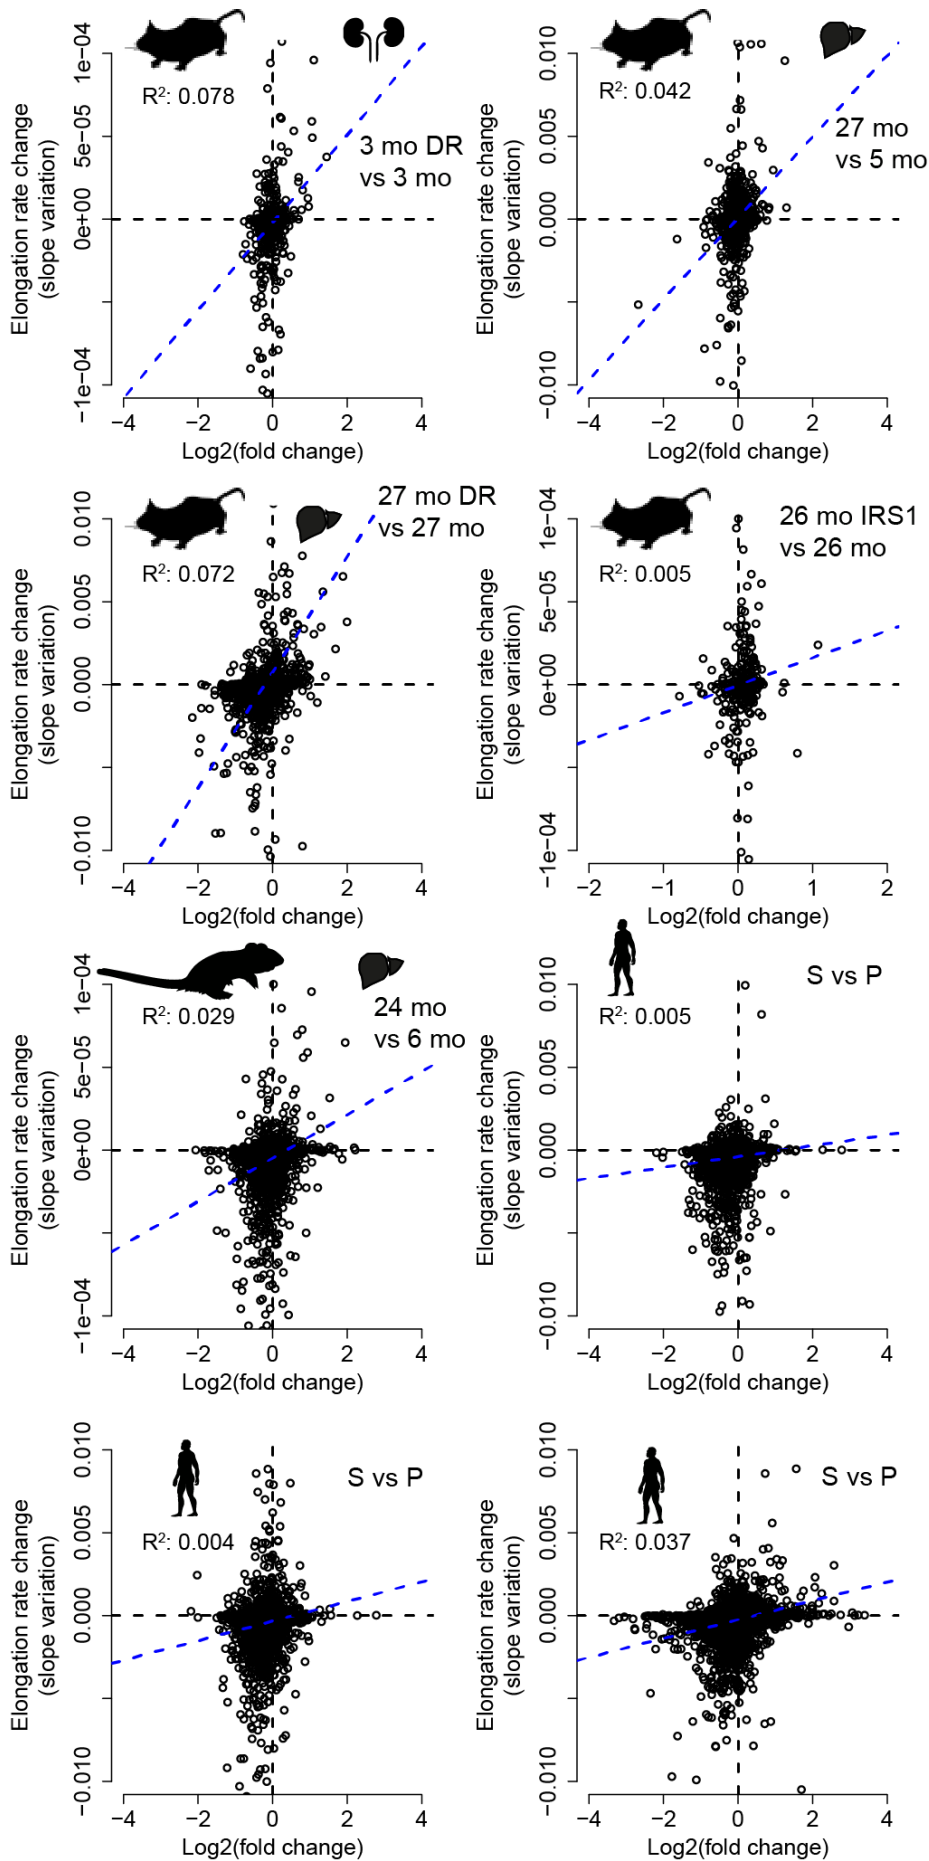 R²: 0.078
3 mo DR
vs 3 mo
Elongation rate change
(slope variation)
1e−04
5e−05
0e+00
−1e−04
−4 −2 0 2 4
Log2(fold change)
R²: 0.042
27 mo
vs 5 mo
Elongation rate change
(slope variation)
0.010
0.005
0.000
−0.010
−4 −2 0 2 4
Log2(fold change)
27 mo DR
vs 27 mo
R²: 0.072
Elongation rate change
(slope variation)
0.010
0.005
0.000
−0.010
−4 −2 0 2 4
Log2(fold change)
26 mo IRS1
vs 26 mo
R²: 0.005
Elongation rate change
(slope variation)
1e−04
5e−05
0e+00
−1e−04
−2 −1 0 1 2
Log2(fold change)
24 mo
vs 6 mo
R²: 0.029
Elongation rate change
(slope variation)
1e−04
5e−05
0e+00
−1e−04
−4 −2 0 2 4
Log2(fold change)
S vs P
R²: 0.005
Elongation rate change
(slope variation)
0.010
0.005
0.000
−0.010
−4 −2 0 2 4
Log2(fold change)
S vs P
R²: 0.004
Elongation rate change
(slope variation)
0.010
0.005
0.000
−0.010
−4 −2 0 2 4
Log2(fold change)
S vs P
R²: 0.037
Elongation rate change
(slope variation)
0.010
0.005
0.000
−0.010
−4 −2 0 2 4
Log2(fold change)